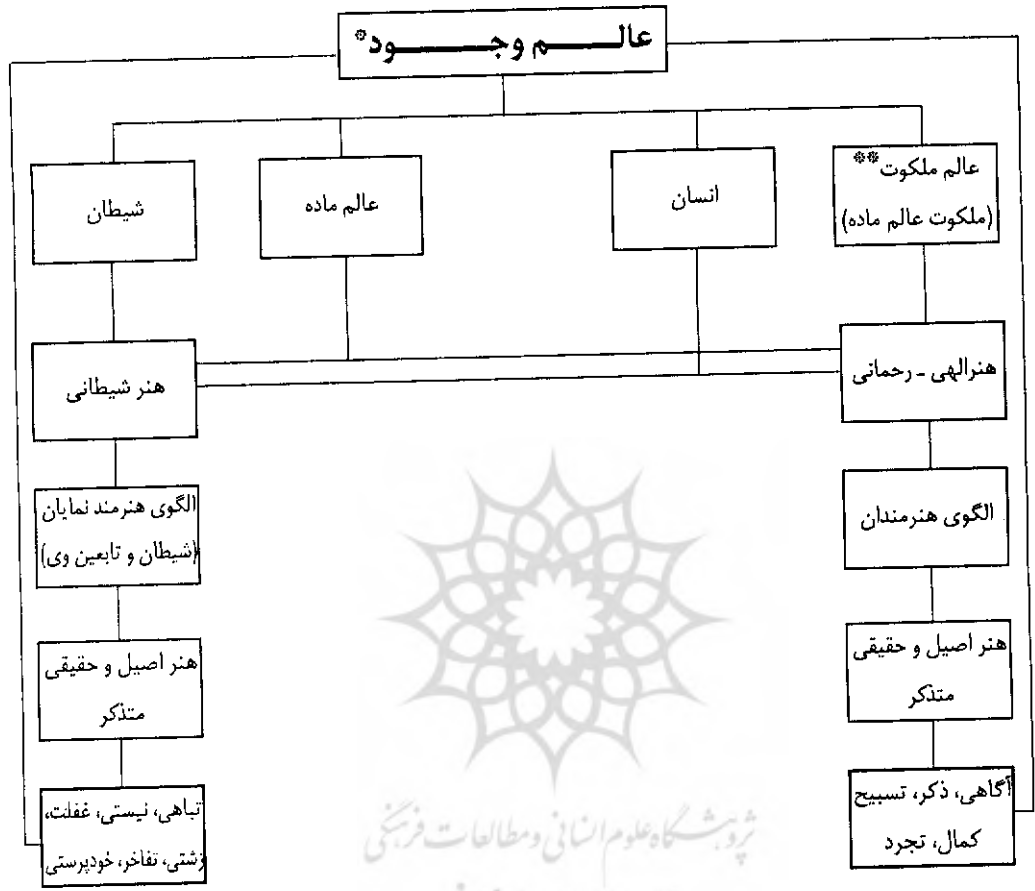 عالم وجود*
عالم ملکوت**
(ملکوت عالم ماده)
انسان
عالم ماده
شیطان
هنرالهی ـ رحمانی
هنر شیطانی
الگوی هنرمندان
الگوی هنرمند نمایان
(شیطان و تابعین وی)
هنر اصیل و حقیقی
متذکر
هنر اصیل و حقیقی
متذکر
آگاهی، ذکر، تسبیح
کمال، تجرد
تباهی، نیستی، غفلت،
زشتی، تفاخر، خودپرستی
پژوهشگاه علوم انسانی و مطالعات فرهنگی